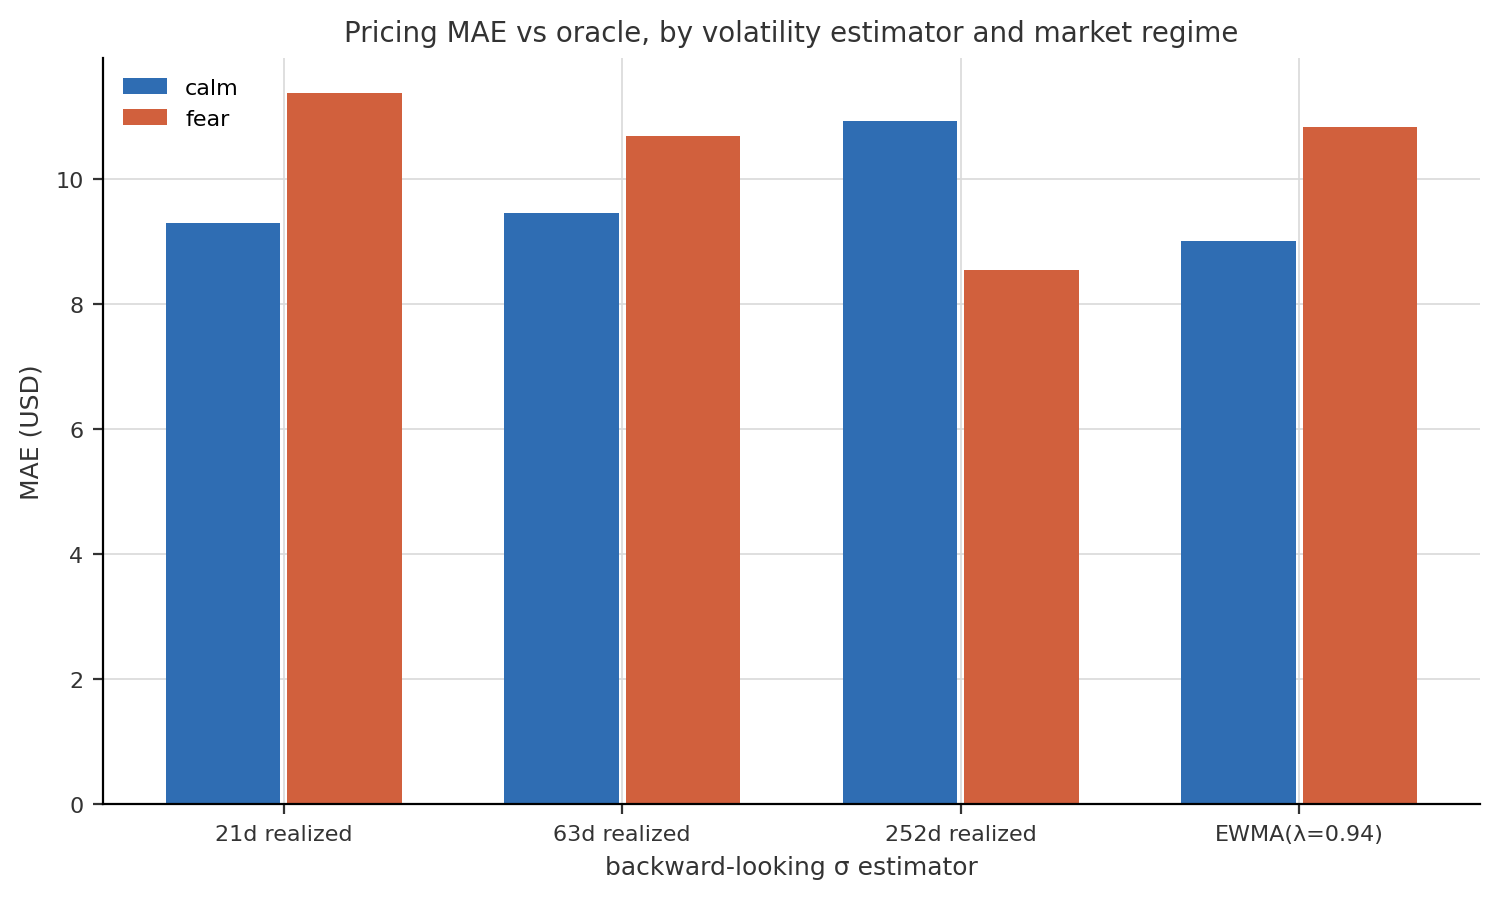 Pricing MAE vs oracle, by volatility estimator and market regime
calm
fear
MAE (USD)
10
8
6
4
2
0
21d realized
63d realized
252d realized
EWMA(λ=0.94)
backward-looking σ estimator